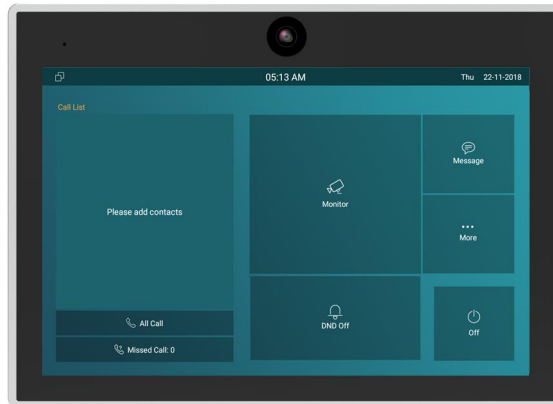 05:13 AM
Thu 22-11-2018
Call List
Please add contacts
All Call
Missed Call: 0
Monitor
DND Off
Message
More
Off